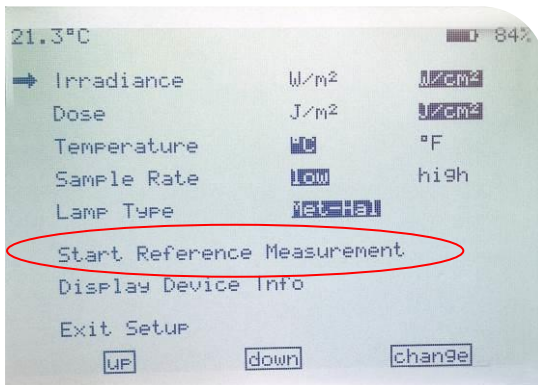 21.3°C 84%
➡ Irradiance W/m² W/cm²
Dose J/m² J/cm²
Temperature °C °F
Sample Rate low high
Lamp Type Met-Hal
Start Reference Measurement
Display Device Info
Exit Setup
up down change